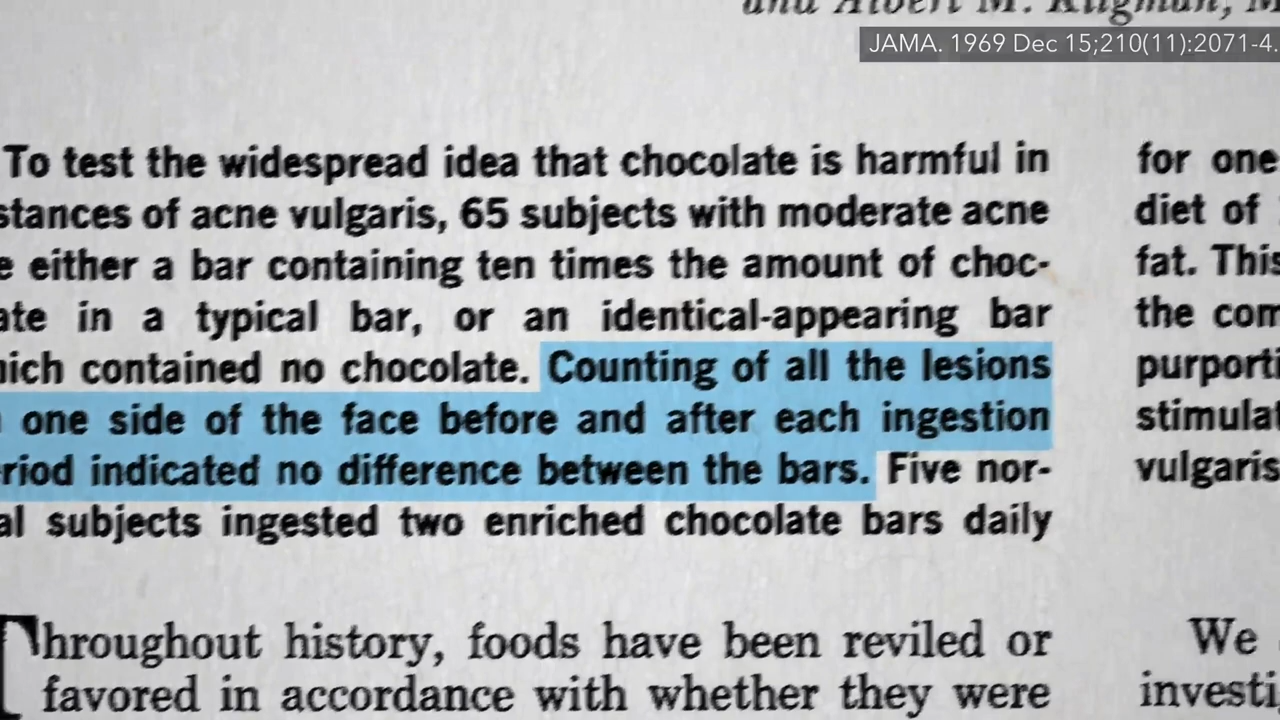 and Albert M. Kligman, M
JAMA. 1969 Dec 15;210(11):2071-4.
To test the widespread idea that chocolate is harmful in
stances of acne vulgaris, 65 subjects with moderate acne
e either a bar containing ten times the amount of choc-
ate in a typical bar, or an identical-appearing bar
hich contained no chocolate. Counting of all the lesions
one side of the face before and after each ingestion
riod indicated no difference between the bars. Five nor-
al subjects ingested two enriched chocolate bars daily
for one
diet of
fat. This
the com
purporti
stimulat
vulgaris
Throughout history, foods have been reviled or
favored in accordance with whether they were
We
investi